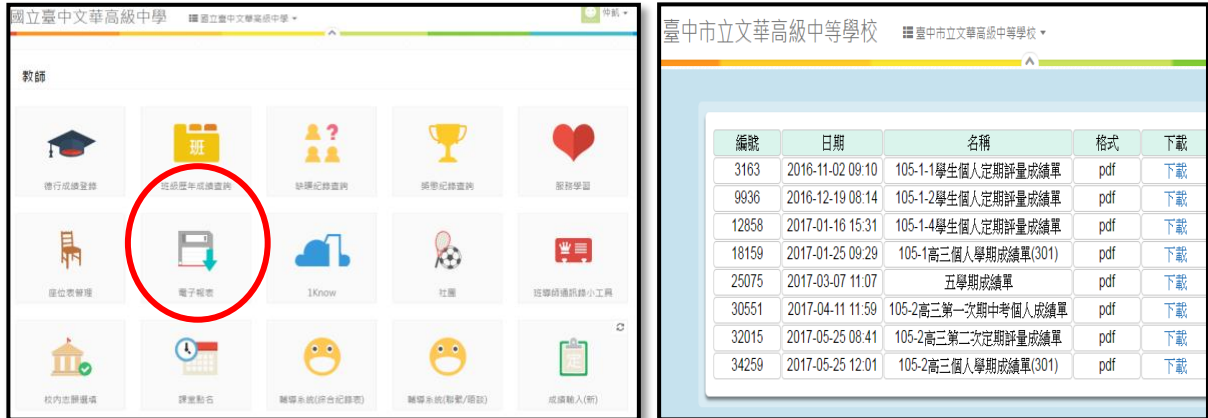 國立臺中文華高級中學 國立臺中文華高級中學
仲凱
教師
德行成績登錄 班級歷年成績查詢 缺曠紀錄查詢 獎懲紀錄查詢 服務學習
班
座位表管理 電子報表 1Know 社團 班導師通訊錄小工具
校內志願選填 課堂點名 輔導系統(綜合紀錄表) 輔導系統(聯繫/晤談) 成績輸入(新)
定
臺中市立文華高級中等學校 臺中市立文華高級中等學校
編號 日期 名稱 格式 下載
3163 2016-11-02 09:10 105-1-1學生個人定期評量成績單 pdf 下載
9936 2016-12-19 08:14 105-1-2學生個人定期評量成績單 pdf 下載
12858 2017-01-16 15:31 105-1-4學生個人定期評量成績單 pdf 下載
18159 2017-01-25 09:29 105-1高三個人學期成績單(301) pdf 下載
25075 2017-03-07 11:07 五學期成績單 pdf 下載
30551 2017-04-11 11:59 105-2高三第一次期中考個人成績單 pdf 下載
32015 2017-05-25 08:41 105-2高三第二次定期評量成績單 pdf 下載
34259 2017-05-25 12:01 105-2高三個人學期成績單(301) pdf 下載